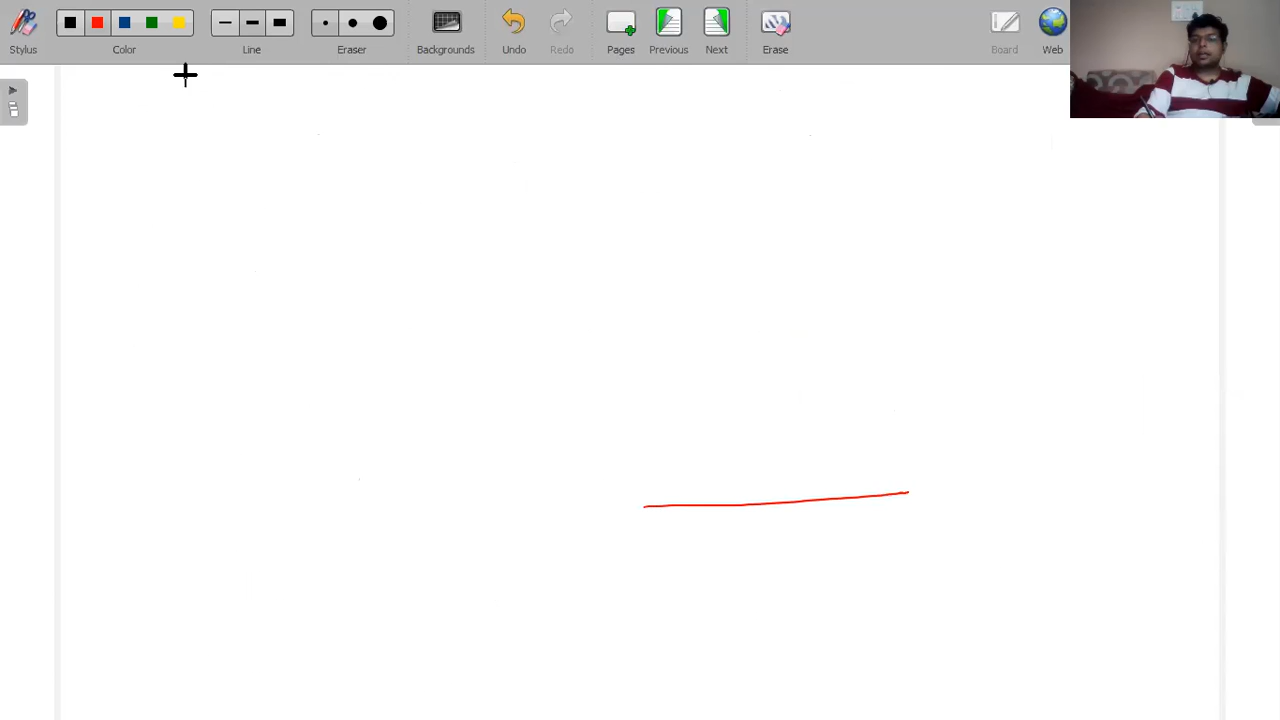 Stylus
Color
Line
Eraser
Backgrounds
Undo
Redo
Pages
Previous
Next
Erase
Board
Web